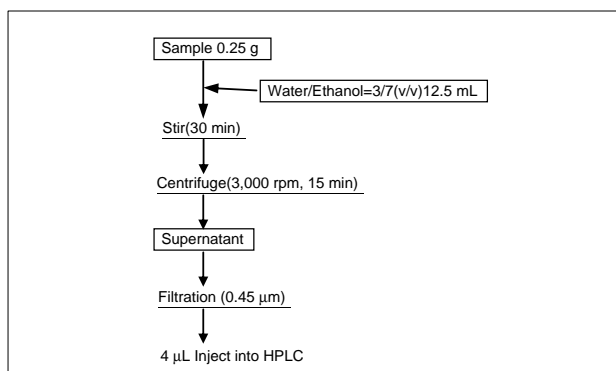 Sample 0.25 g
Water/Ethanol=3/7(v/v)12.5 mL
Stir(30 min)
Centrifuge(3,000 rpm, 15 min)
Supernatant
Filtration (0.45 μm)
4 μL Inject into HPLC